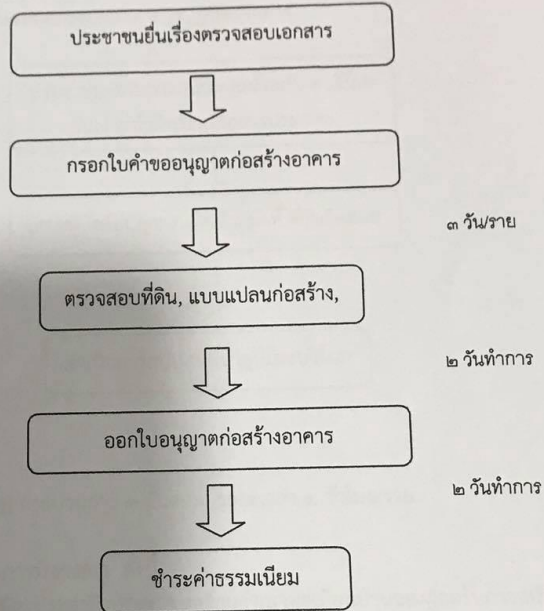 ประชาชนยื่นเรื่องตรวจสอบเอกสาร
กรอกใบคำขออนุญาตก่อสร้างอาคาร
๓ วัน/ราย
ตรวจสอบที่ดิน, แบบแปลนก่อสร้าง,
๒ วันทำการ
ออกใบอนุญาตก่อสร้างอาคาร
๒ วันทำการ
ชำระค่าธรรมเนียม